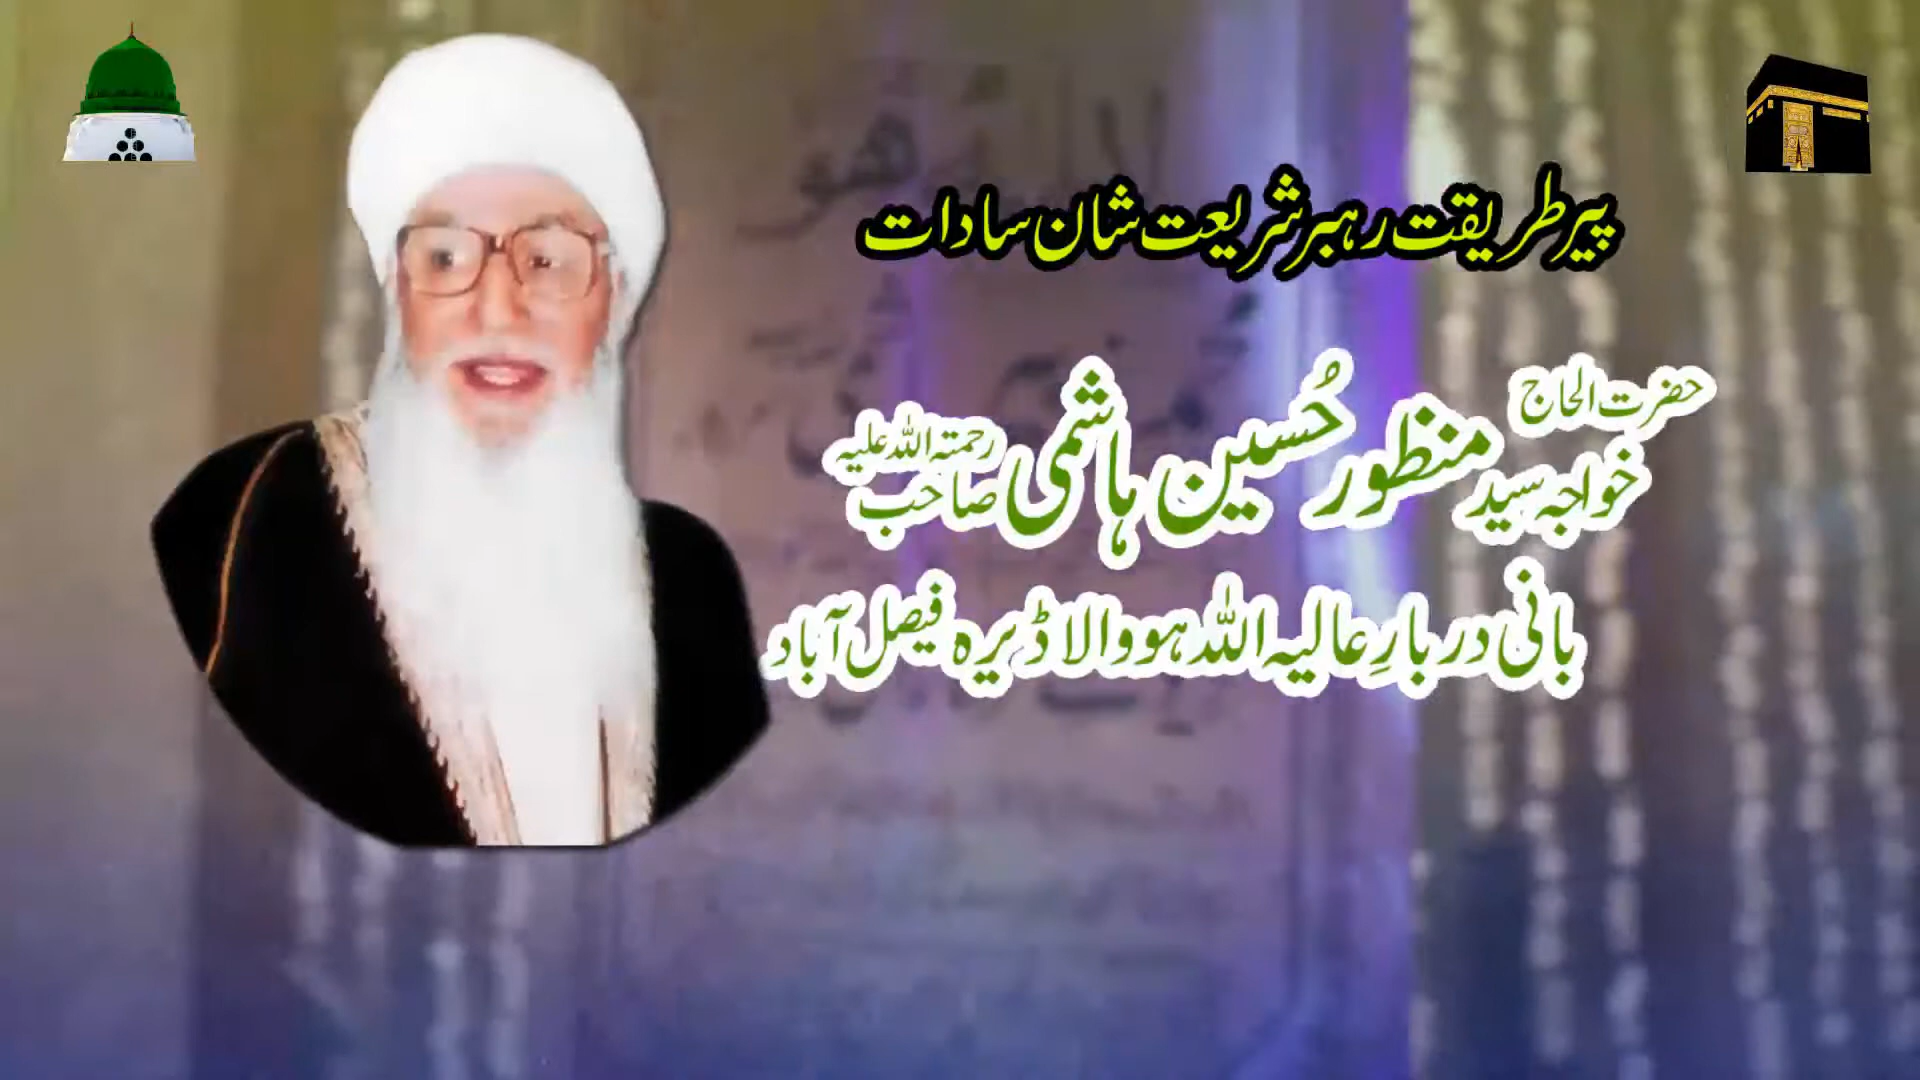 پیر طریقت رہبر شریعت شان سادات
حضرت الحاج
خواجہ سید منظور حُسین ہاشمی صاحب رحمتہ اللہ علیہ
بانی دربارِ عالیہ اللہ ھو والا ڈیرہ فیصل آباد